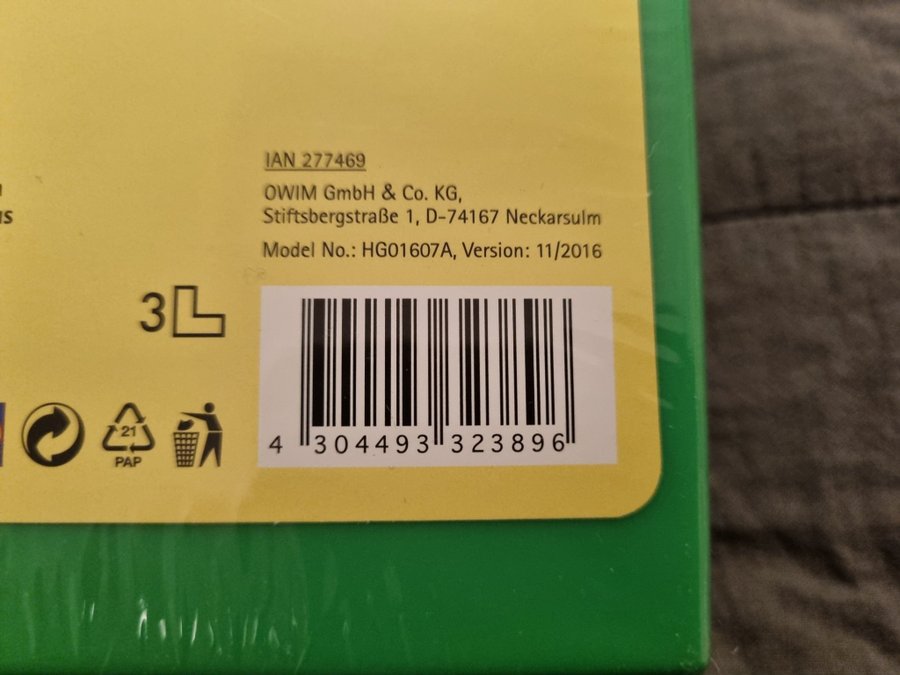 IAN 277469
OWIM GmbH & Co. KG,
Stiftsbergstraße 1, D-74167 Neckarsulm
Model No.: HG01607A, Version: 11/2016
3
21
PAP
4 304493 323896